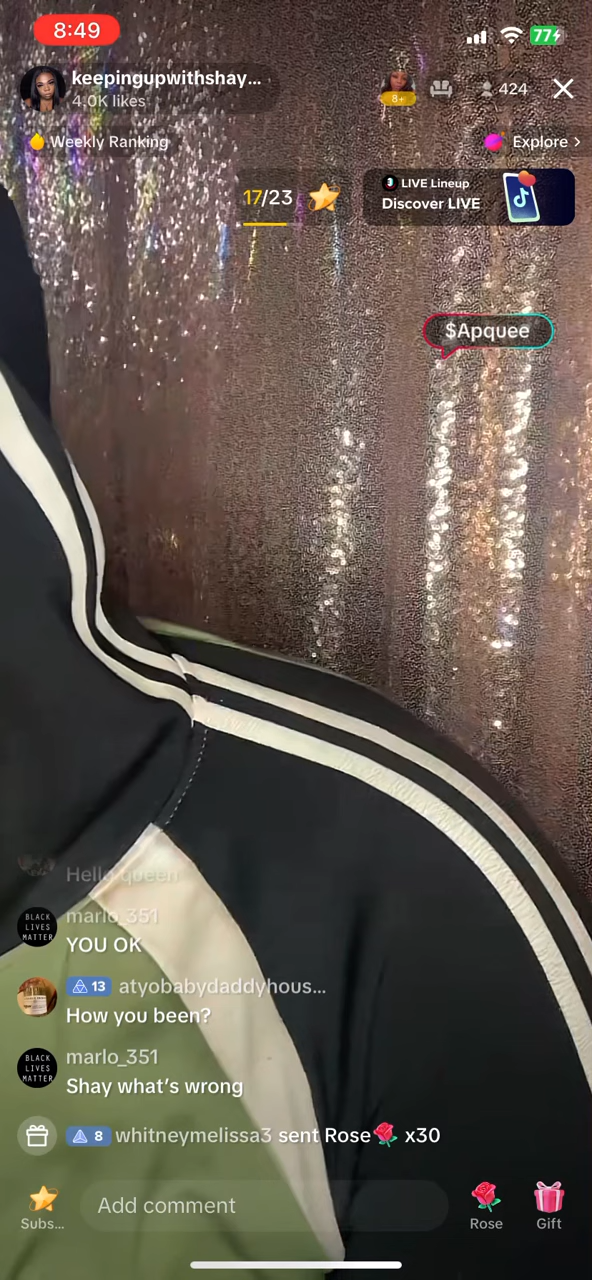 8:49
77
keepingupwithshay...
4.0K likes
8+
424
Weekly Ranking
Explore >
17/23
LIVE Lineup
Discover LIVE
$Apquee
Hello queen
marlo_351
BLACK
LIVES
MATTER
YOU OK
13 atyobabydaddyhous...
How you been?
marlo_351
BLACK
LIVES
MATTER
Shay what's wrong
8 whitneymelissa3 sent Rose🌹 x30
Add comment
Subs...
Rose
Gift